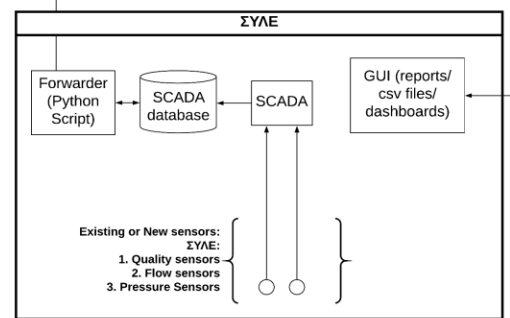 ΣΥΛΕ
Forwarder
(Python
Script)
SCADA
database
SCADA
GUI (reports/
csv files/
dashboards)
Existing or New sensors:
ΣΥΛΕ:
1. Quality sensors
2. Flow sensors
3. Pressure Sensors